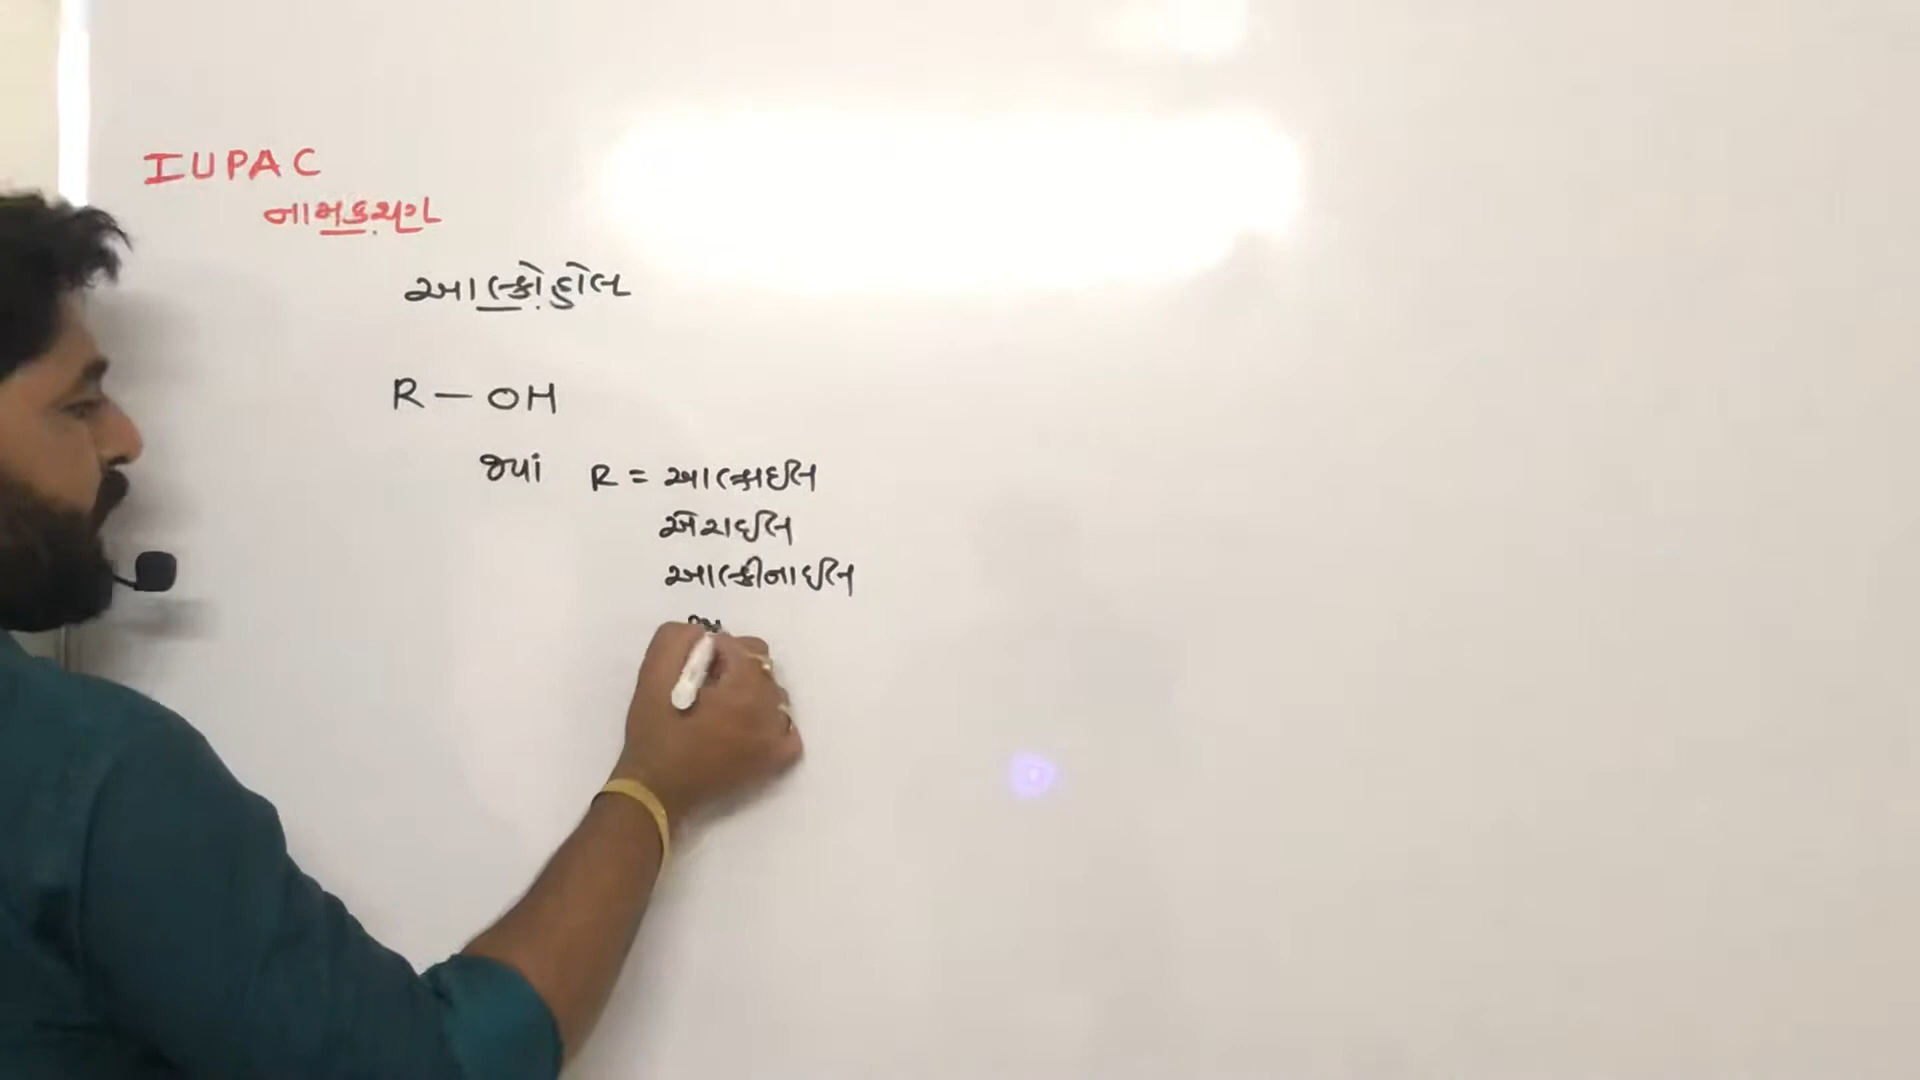 IUPAC
નામકરણ
આલ્કોહોલ
R – OH
જ્યાં R = આલ્કાઈલ
એરાઈલ
આલ્કીનાઈલ